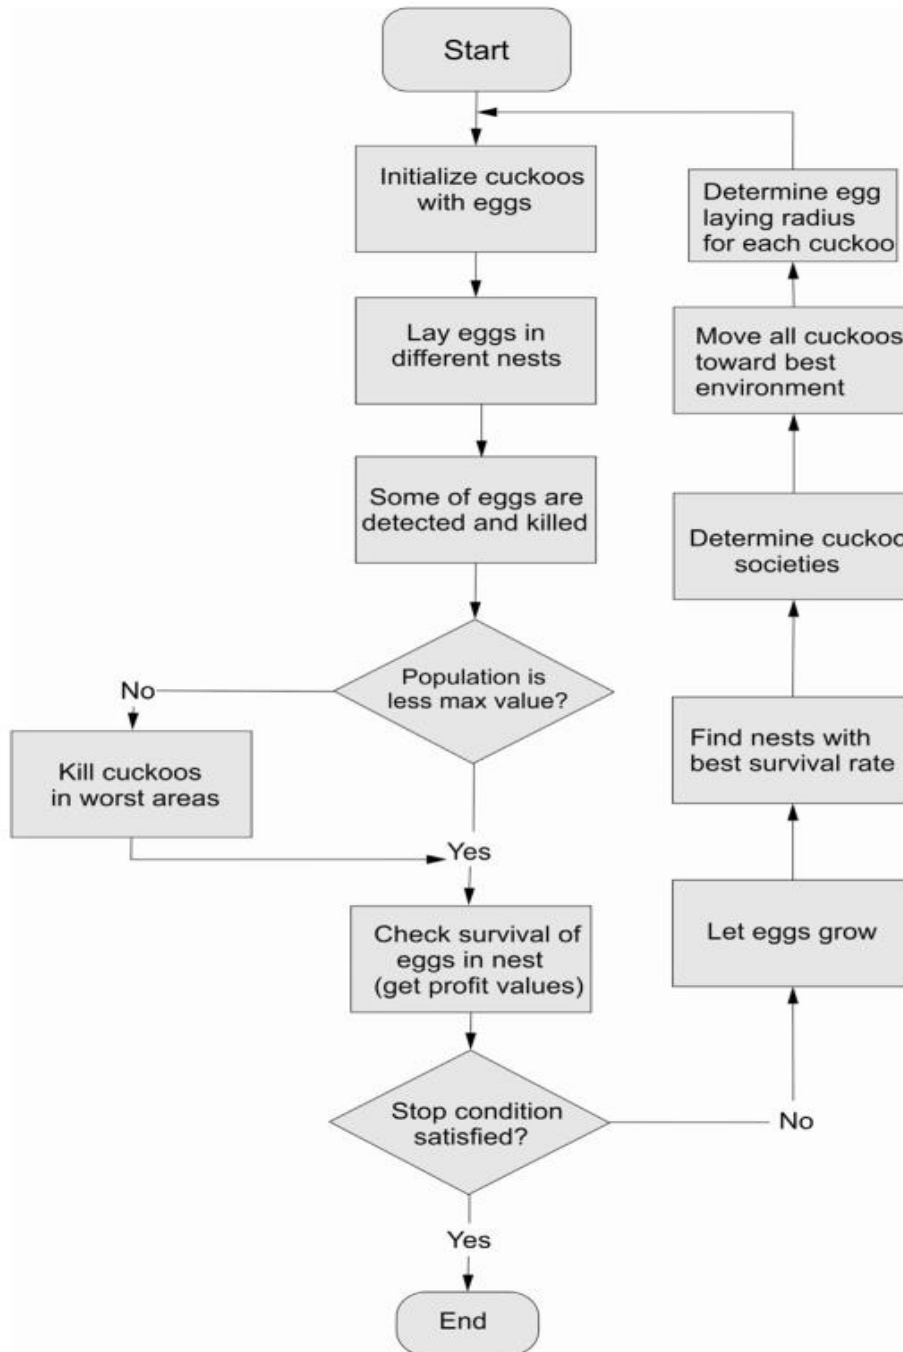 Start
Initialize cuckoos
with eggs
Lay eggs in
different nests
Some of eggs are
detected and killed
Population is
less max value?
No
Kill cuckoos
in worst areas
Yes
Check survival of
eggs in nest
(get profit values)
Stop condition
satisfied?
No
Yes
End
Let eggs grow
Find nests with
best survival rate
Determine cuckoo
societies
Move all cuckoos
toward best
environment
Determine egg
laying radius
for each cuckoo